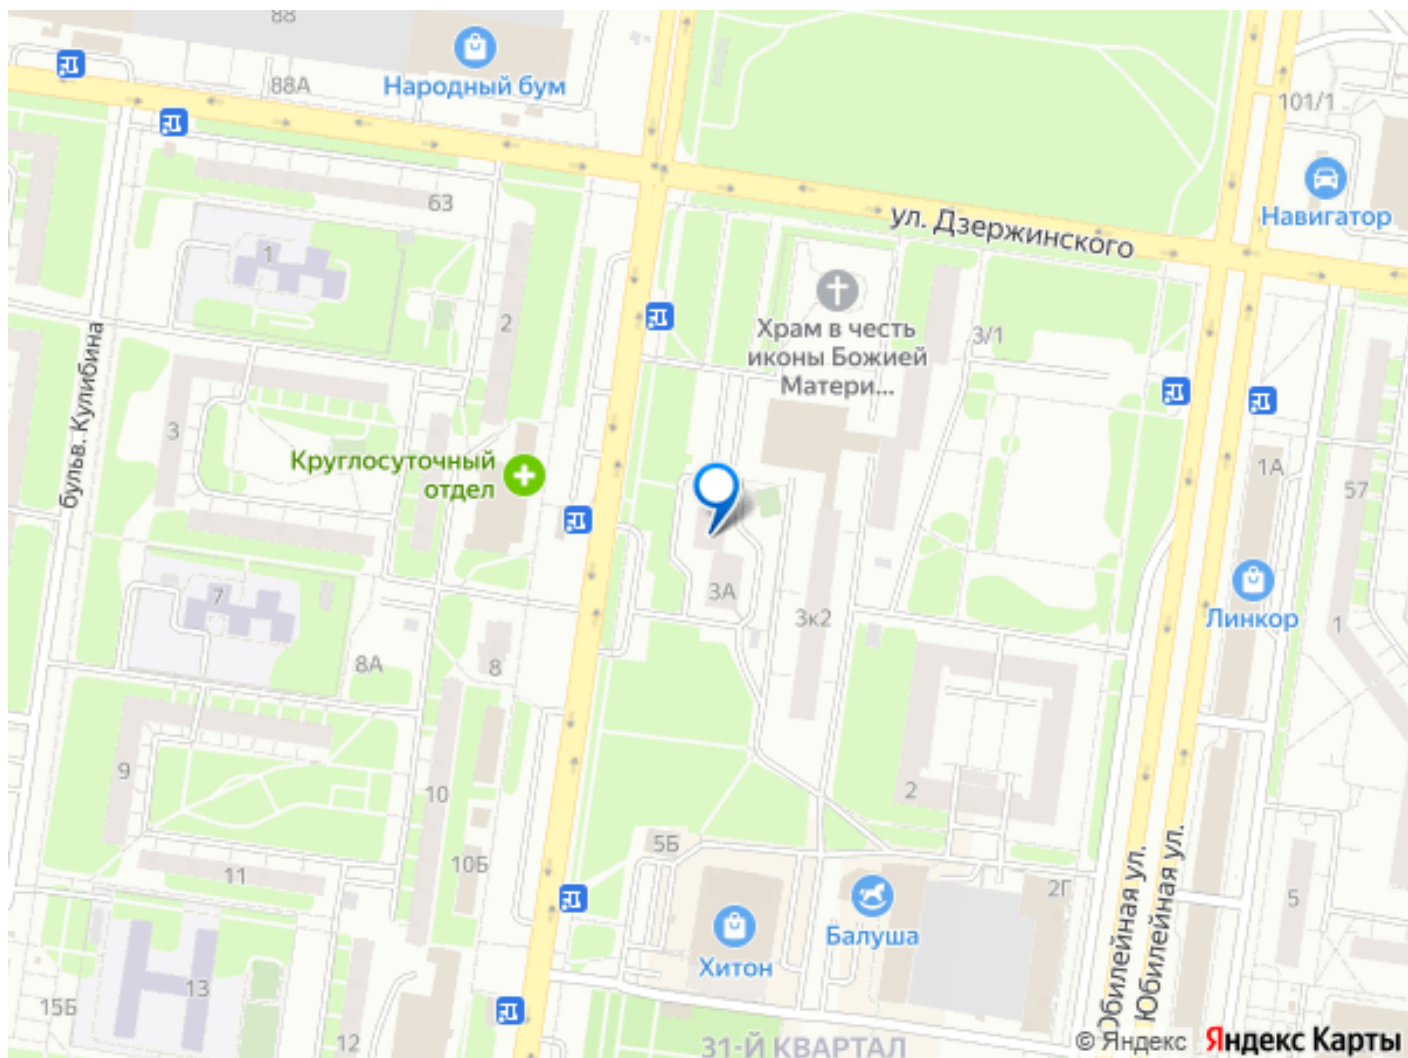 88
88А
Народный бум
101/1
Навигатор
63
ул. Дзержинского
1
2
Храм в честь
иконы Божией
Матери...
3/1
бульв. Кулибина
3
Круглосуточный
отдел
1А
57
Линкор
1
7
3А
3к2
8А
8
9
10
2
5Б
10Б
11
Балуша
2Г
5
Хитон
Юбилейная ул.
Юбилейная ул.
13
15Б
12
31-Й КВАРТАЛ
© Яндекс Яндекс Карты